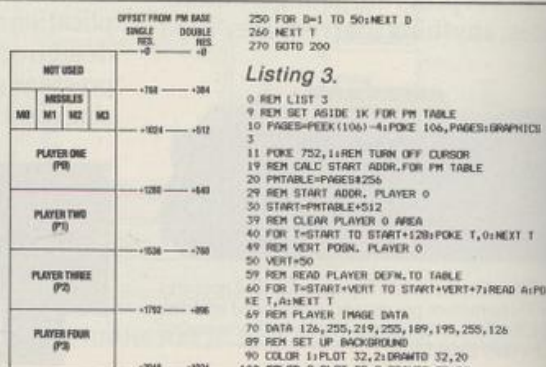 OFFSET FROM PM BASE
SINGLE RES. DOUBLE RES.
+0 +0
NOT USED
+768 +384
MISSILES
M0 M1 M2 M3
+1024 +512
PLAYER ONE
(P0)
+1280 +640
PLAYER TWO
(P1)
+1536 +768
PLAYER THREE
(P2)
+1792 +896
PLAYER FOUR
(P3)
250 FOR D=1 TO 50:NEXT D
260 NEXT T
270 GOTO 200
Listing 3.
0 REM LIST 3
9 REM SET ASIDE 1K FOR PM TABLE
10 PAGES=PEEK(106)-4:POKE 106,PAGES:GRAPHICS
3
11 POKE 752,1:REM TURN OFF CURSOR
19 REM CALC START ADDR.FOR PM TABLE
20 PMTABLE=PAGES*256
29 REM START ADDR. PLAYER 0
30 START=PMTABLE+512
39 REM CLEAR PLAYER 0 AREA
40 FOR T=START TO START+128:POKE T,0:NEXT T
49 REM VERT POSN. PLAYER 0
50 VERT=50
59 REM READ PLAYER DEFN.TO TABLE
60 FOR T=START+VERT TO START+VERT+7:READ A:PO
KE T,A:NEXT T
69 REM PLAYER IMAGE DATA
70 DATA 126,255,219,255,189,195,255,126
89 REM SET UP BACKGROUND
90 COLOR 1:PLOT 32,2:DRAWTO 32,20